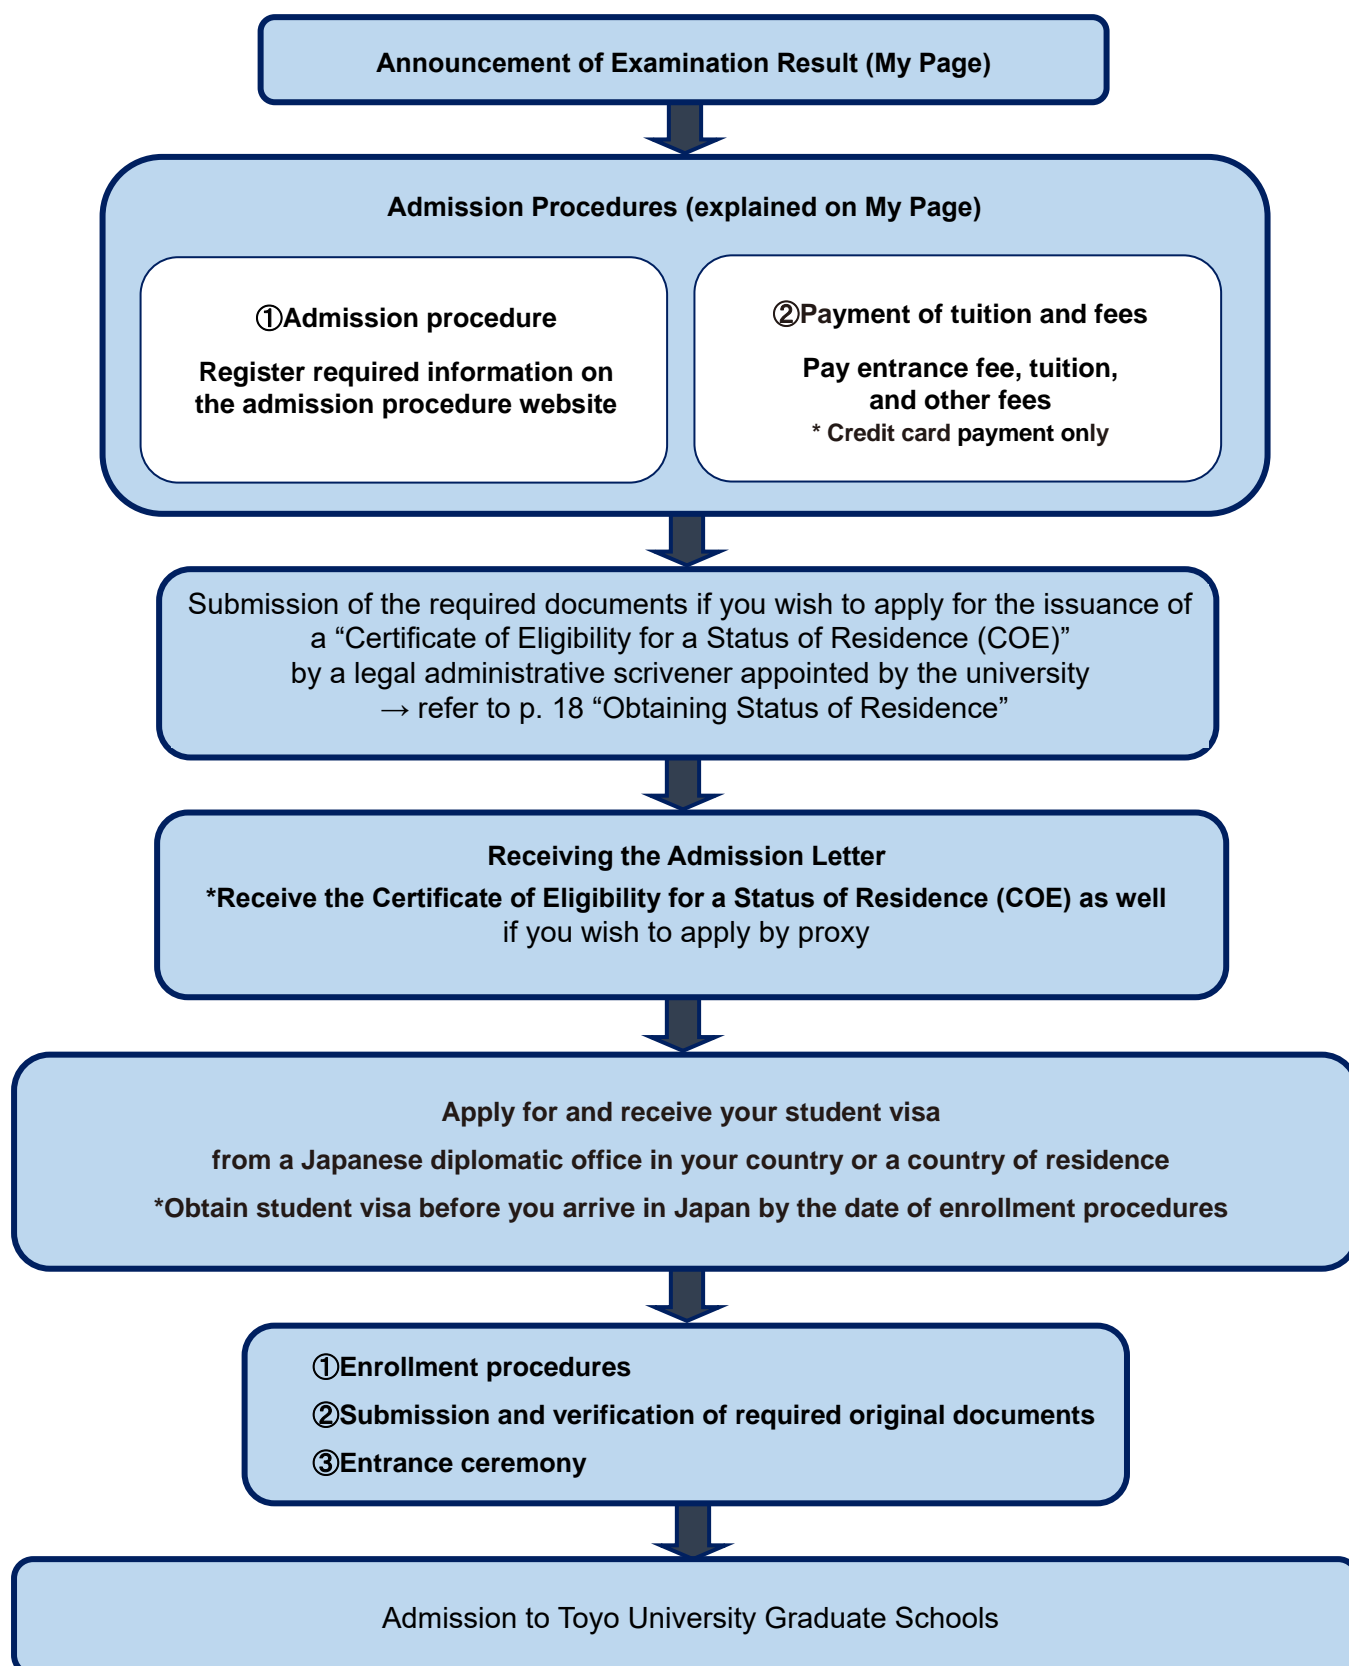 Announcement of Examination Result (My Page)
Admission Procedures (explained on My Page)
①Admission procedure
Register required information on
the admission procedure website
②Payment of tuition and fees
Pay entrance fee, tuition,
and other fees
* Credit card payment only
Submission of the required documents if you wish to apply for the issuance of
a “Certificate of Eligibility for a Status of Residence (COE)”
by a legal administrative scrivener appointed by the university
→ refer to p. 18 “Obtaining Status of Residence”
Receiving the Admission Letter
*Receive the Certificate of Eligibility for a Status of Residence (COE) as well
if you wish to apply by proxy
Apply for and receive your student visa
from a Japanese diplomatic office in your country or a country of residence
*Obtain student visa before you arrive in Japan by the date of enrollment procedures
①Enrollment procedures
②Submission and verification of required original documents
③Entrance ceremony
Admission to Toyo University Graduate Schools